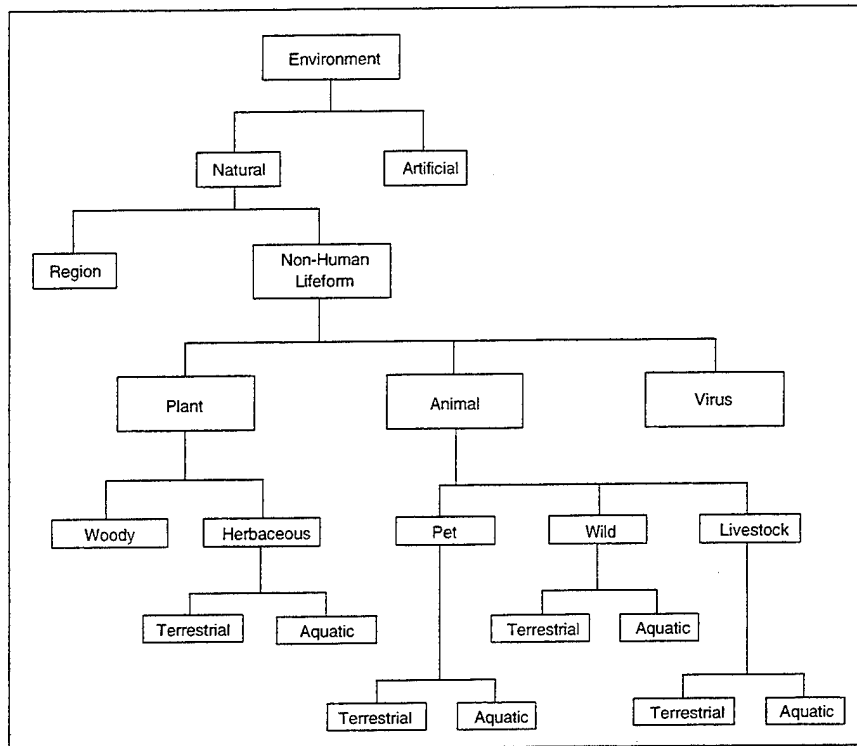 Environment
Natural
Artificial
Region
Non-Human
Lifeform
Plant
Animal
Virus
Woody
Herbaceous
Pet
Wild
Livestock
Terrestrial
Aquatic
Terrestrial
Aquatic
Terrestrial
Aquatic
Terrestrial
Aquatic